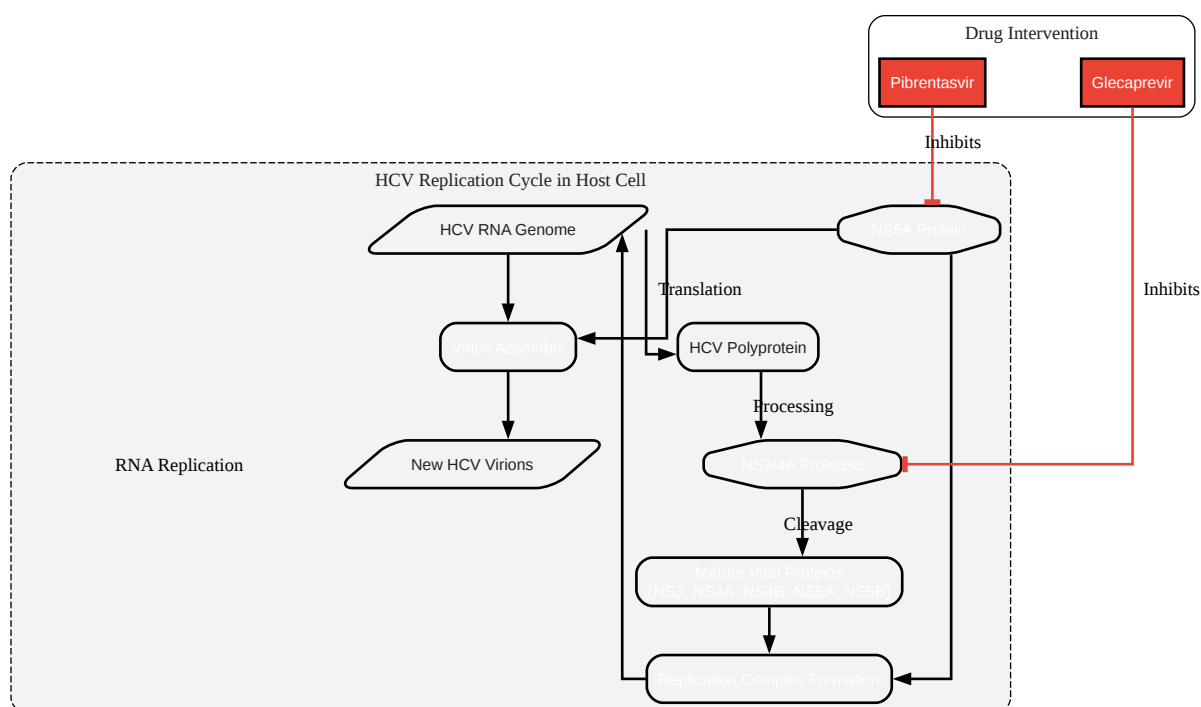 Drug Intervention
Pibrentasvir
Glecaprevir
Inhibits
HCV Replication Cycle in Host Cell
HCV RNA Genome
NS5A Protein
Translation
Inhibits
Virion Assembly
HCV Polyprotein
Processing
RNA Replication
New HCV Virions
NS3/4A Protease
Cleavage
Mature Viral Proteins
(NS3, NS4A, NS4B, NS5A, NS5B)
Replication Complex Formation